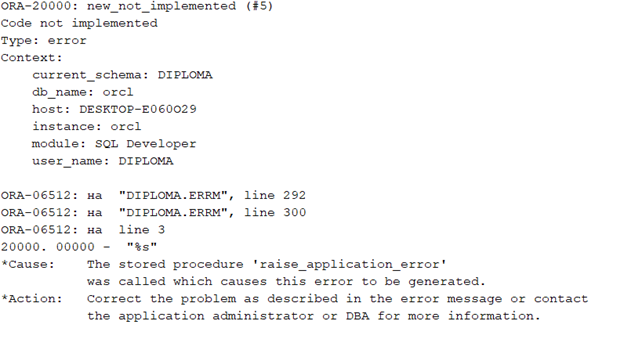 ORA-20000: new_not_implemented (#5)
Code not implemented
Type: error
Context:
    current_schema: DIPLOMA
    db_name: orcl
    host: DESKTOP-E060O29
    instance: orcl
    module: SQL Developer
    user_name: DIPLOMA

ORA-06512: на  "DIPLOMA.ERRM", line 292
ORA-06512: на  "DIPLOMA.ERRM", line 300
ORA-06512: на  line 3
20000. 00000 -  "%s"
*Cause:    The stored procedure 'raise_application_error'
           was called which causes this error to be generated.
*Action:   Correct the problem as described in the error message or contact
           the application administrator or DBA for more information.